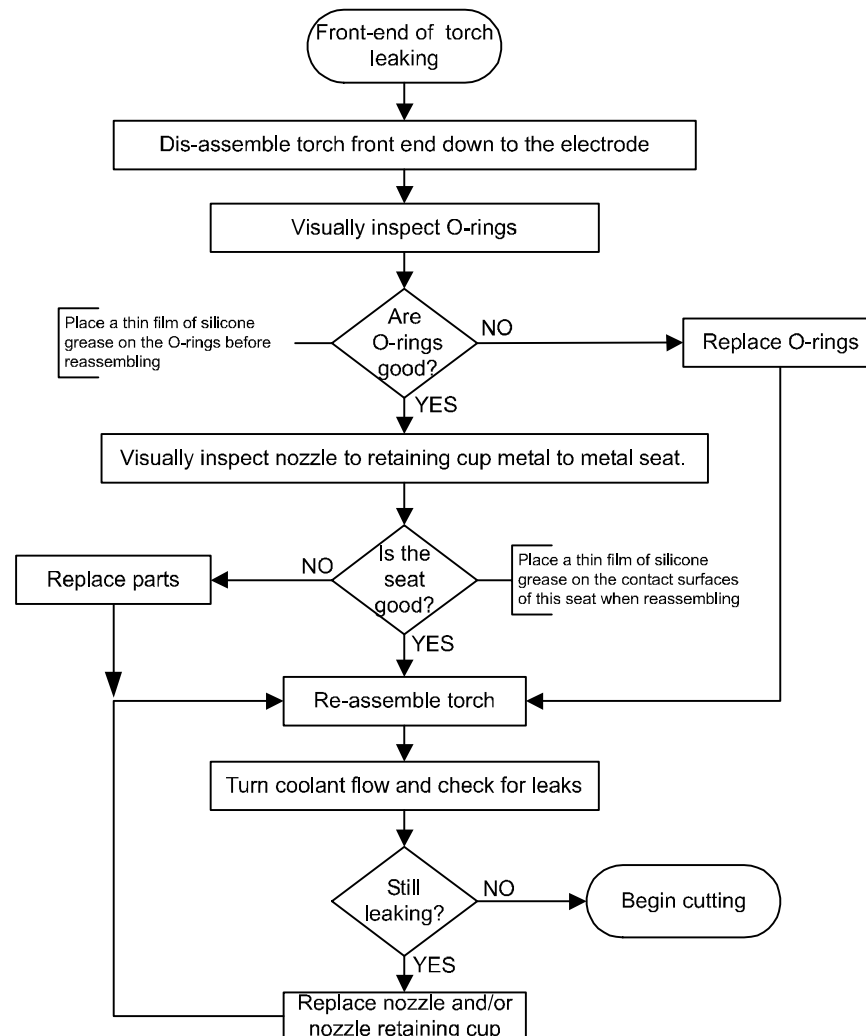 Front-end of torch
leaking
Dis-assemble torch front end down to the electrode
Visually inspect O-rings
Place a thin film of silicone
grease on the O-rings before
reassembling
Are
O-rings
good?
NO
Replace O-rings
YES
Visually inspect nozzle to retaining cup metal to metal seat.
Replace parts
NO
Is the
seat
good?
Place a thin film of silicone
grease on the contact surfaces
of this seat when reassembling
YES
Re-assemble torch
Turn coolant flow and check for leaks
Still
leaking?
NO
Begin cutting
YES
Replace nozzle and/or
nozzle retaining cup